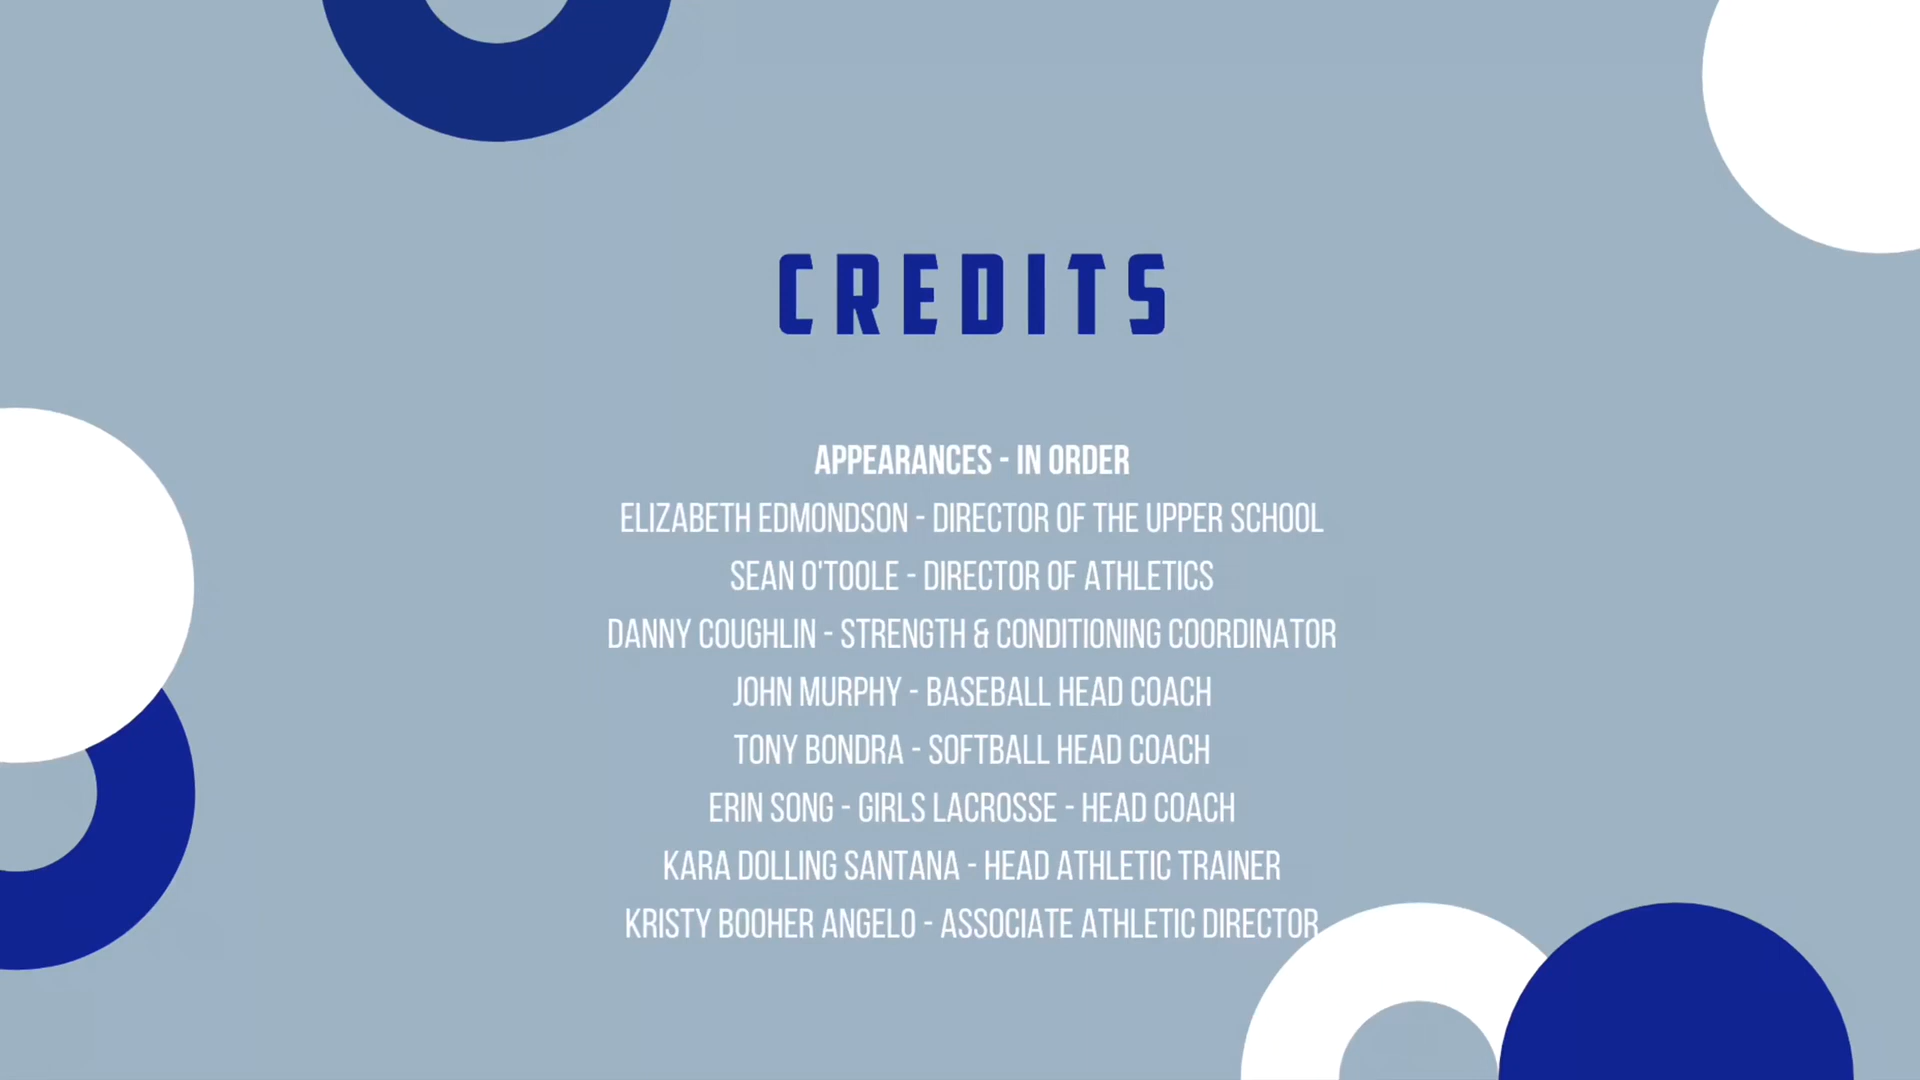 CREDITS
APPEARANCES - IN ORDER
ELIZABETH EDMONDSON - DIRECTOR OF THE UPPER SCHOOL
SEAN O'TOOLE - DIRECTOR OF ATHLETICS
DANNY COUGHLIN - STRENGTH & CONDITIONING COORDINATOR
JOHN MURPHY - BASEBALL HEAD COACH
TONY BONDRA - SOFTBALL HEAD COACH
ERIN SONG - GIRLS LACROSSE - HEAD COACH
KARA DOLLING SANTANA - HEAD ATHLETIC TRAINER
KRISTY BOOHER ANGELO - ASSOCIATE ATHLETIC DIRECTOR